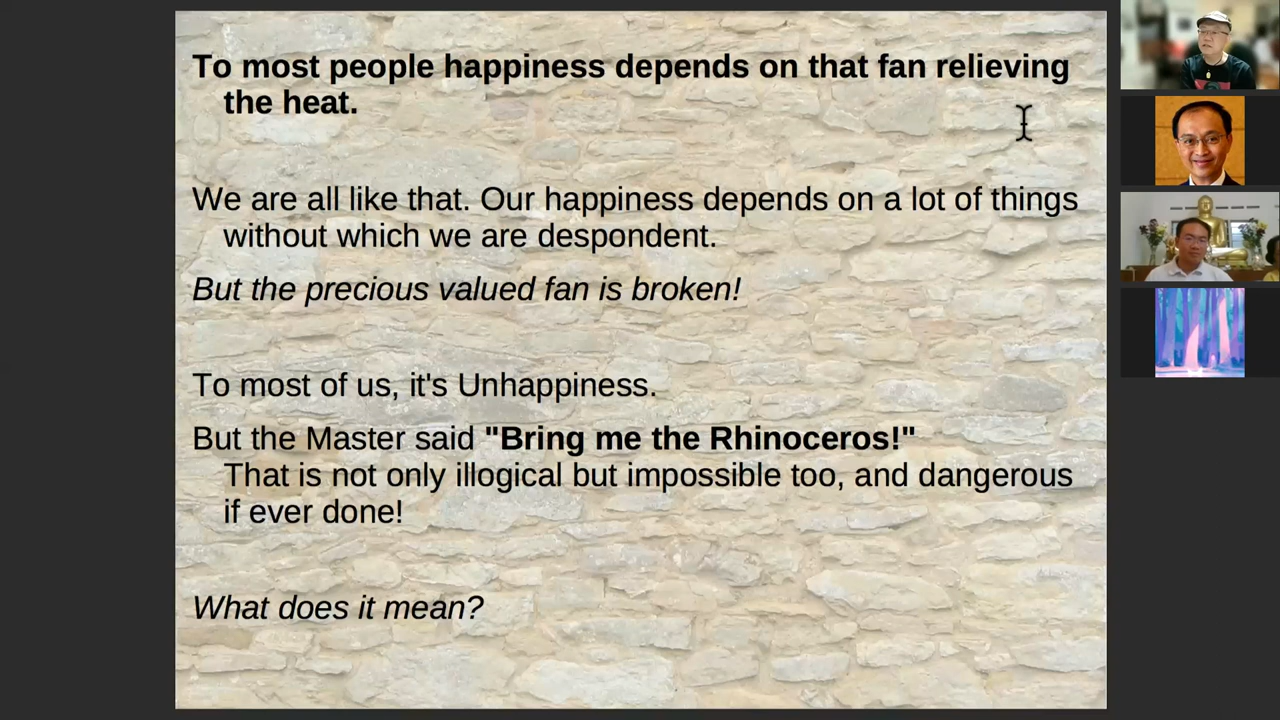 To most people happiness depends on that fan relieving
the heat.
We are all like that. Our happiness depends on a lot of things
without which we are despondent.
But the precious valued fan is broken!
To most of us, it's Unhappiness.
But the Master said "Bring me the Rhinoceros!"
That is not only illogical but impossible too, and dangerous
if ever done!
What does it mean?